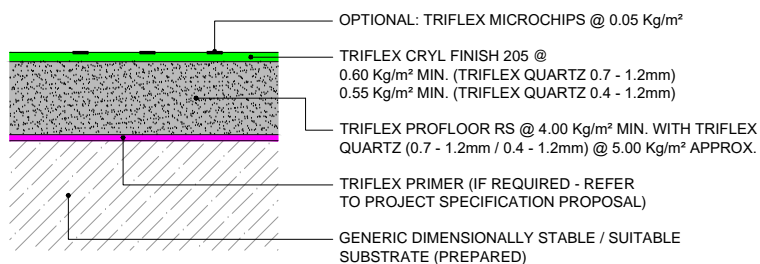 OPTIONAL: TRIFLEX MICROCHIPS @ 0.05 Kg/m²
TRIFLEX CRYL FINISH 205 @
0.60 Kg/m² MIN. (TRIFLEX QUARTZ 0.7 - 1.2mm)
0.55 Kg/m² MIN. (TRIFLEX QUARTZ 0.4 - 1.2mm)
TRIFLEX PROFLOOR RS @ 4.00 Kg/m² MIN. WITH TRIFLEX
QUARTZ (0.7 - 1.2mm / 0.4 - 1.2mm) @ 5.00 Kg/m² APPROX.
TRIFLEX PRIMER (IF REQUIRED - REFER
TO PROJECT SPECIFICATION PROPOSAL)
GENERIC DIMENSIONALLY STABLE / SUITABLE
SUBSTRATE (PREPARED)